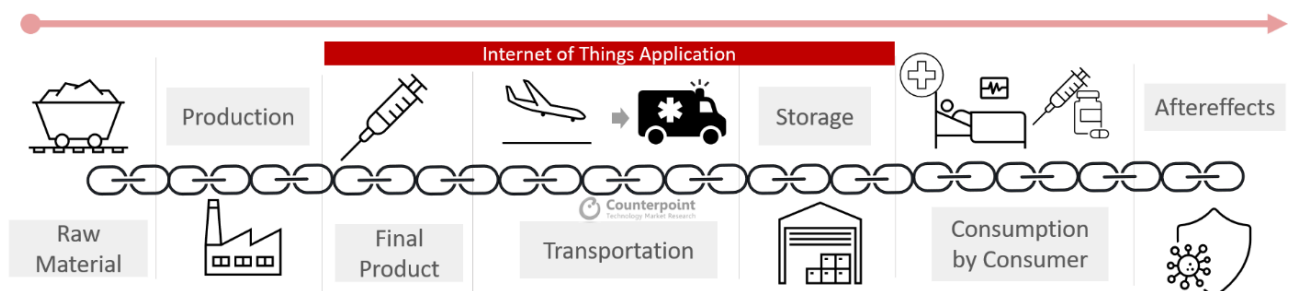 Internet of Things Application
Production
Storage
Aftereffects
Counterpoint
Technology Market Research
Raw
Material
Final
Product
Transportation
Consumption
by Consumer